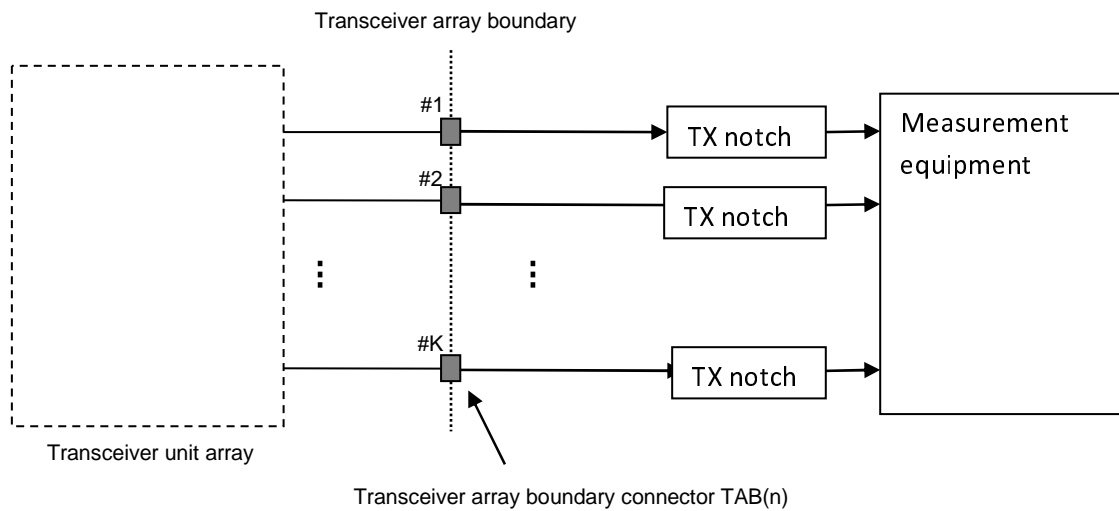 Transceiver array boundary
#1
TX notch
Measurement
equipment
#2
TX notch
#K
TX notch
Transceiver unit array
Transceiver array boundary connector TAB(n)